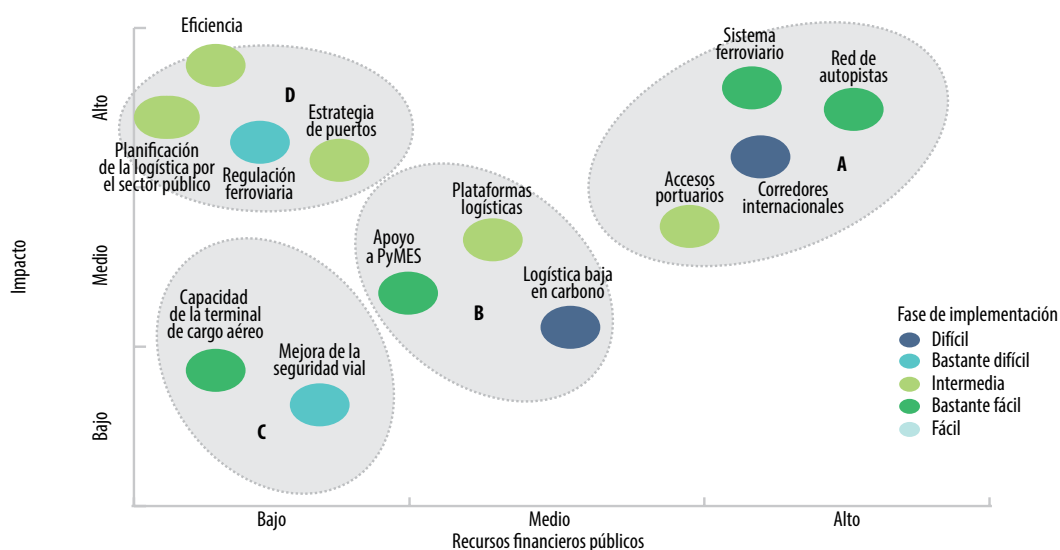 Eficiencia
D
Estrategia
de puertos
Planificación
de la logística por
el sector público
Regulación
ferroviaria
Sistema
ferroviario
Red de
autopistas
A
Corredores
internacionales
Accesos
portuarios
Plataformas
logísticas
Apoyo
a PyMES
Logística baja
en carbono
B
Capacidad
de la terminal
de cargo aéreo
Mejora de la
seguridad vial
C
Impacto
Alto
Medio
Bajo
Fase de implementación
Difícil
Bastante difícil
Intermedia
Bastante fácil
Fácil
Bajo
Medio
Alto
Recursos financieros públicos